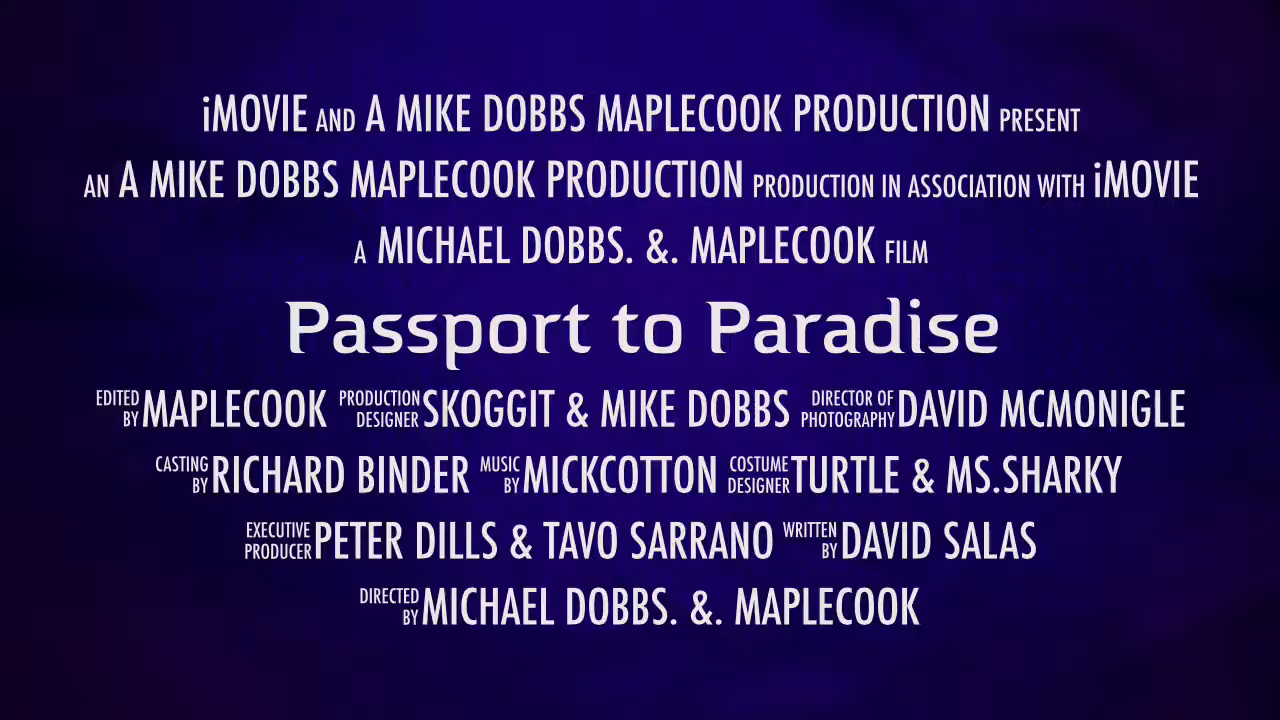 iMOVIE AND A MIKE DOBBS MAPLECOOK PRODUCTION PRESENT
AN A MIKE DOBBS MAPLECOOK PRODUCTION PRODUCTION IN ASSOCIATION WITH iMOVIE
A MICHAEL DOBBS. &. MAPLECOOK FILM
Passport to Paradise
EDITED BY MAPLECOOK PRODUCTION DESIGNER SKOGGIT & MIKE DOBBS DIRECTOR OF PHOTOGRAPHY DAVID MCMONIGLE
CASTING BY RICHARD BINDER MUSIC BY MICKCOTTON COSTUME DESIGNER TURTLE & MS.SHARKY
EXECUTIVE PRODUCER PETER DILLS & TAVO SARRANO WRITTEN BY DAVID SALAS
DIRECTED BY MICHAEL DOBBS. &. MAPLECOOK